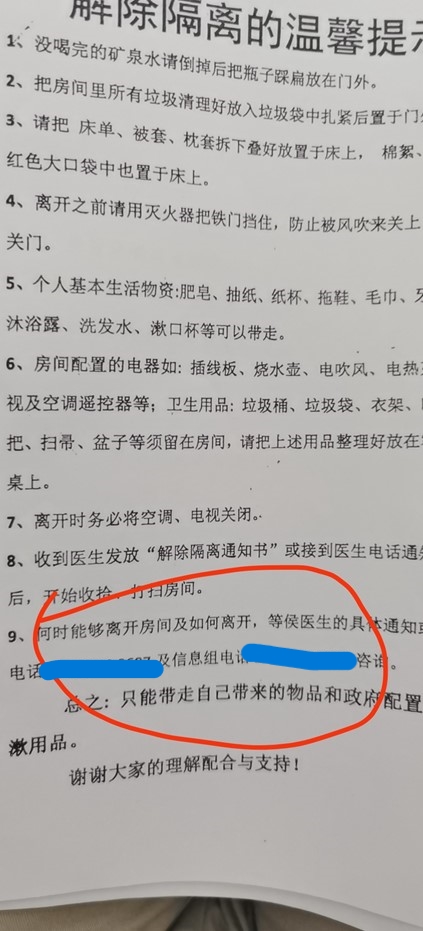 解除隔离的温馨提示
1、没喝完的矿泉水请倒掉后把瓶子踩扁放在门外。
2、把房间里所有垃圾清理好放入垃圾袋中扎紧后置于门
3、请把 床单、被套、枕套拆下叠好放置于床上， 棉絮、
红色大口袋中也置于床上。
4、离开之前请用灭火器把铁门挡住，防止被风吹来关上
关门。
5、个人基本生活物资:肥皂、抽纸、纸杯、拖鞋、毛巾、
沐浴露、洗发水、漱口杯等可以带走。
6、房间配置的电器如: 插线板、烧水壶、电吹风、电热
视及空调遥控器等；卫生用品: 垃圾桶、垃圾袋、衣架、
把、扫帚、盆子等须留在房间，请把上述用品整理好放在
桌上。
7、离开时务必将空调、电视关闭。
8、收到医生发放“解除隔离通知书”或接到医生电话通
后，开始收拾、打扫房间。
9、何时能够离开房间及如何离开，等侯医生的具体通知
电话 及信息组电话 咨询。
总之: 只能带走自己带来的物品和政府配置
漱用品。
谢谢大家的理解配合与支持！